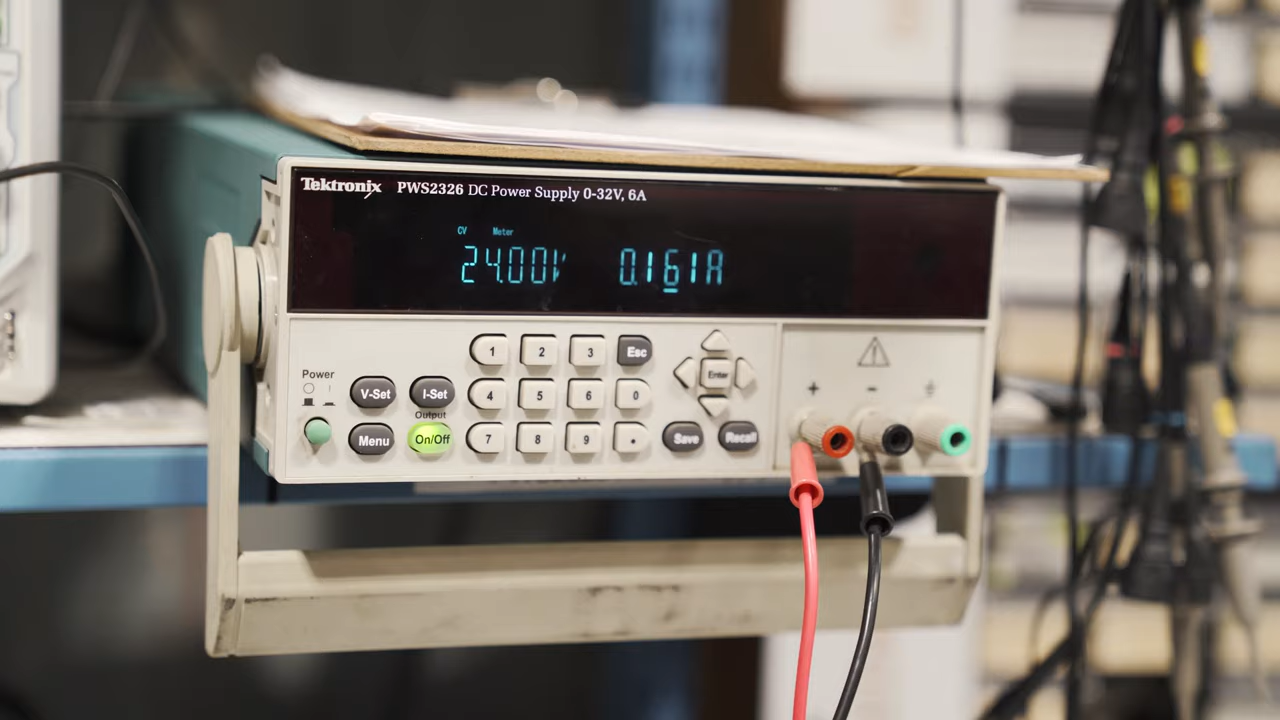 Tektronix PWS2326 DC Power Supply 0-32V, 6A
CV Meter
24.00V 0.161A
1 2 3 Esc
Power
V-Set I-Set 4 5 6 0 Enter
Output
Menu On/Off 7 8 9 . Save Recall
+ -